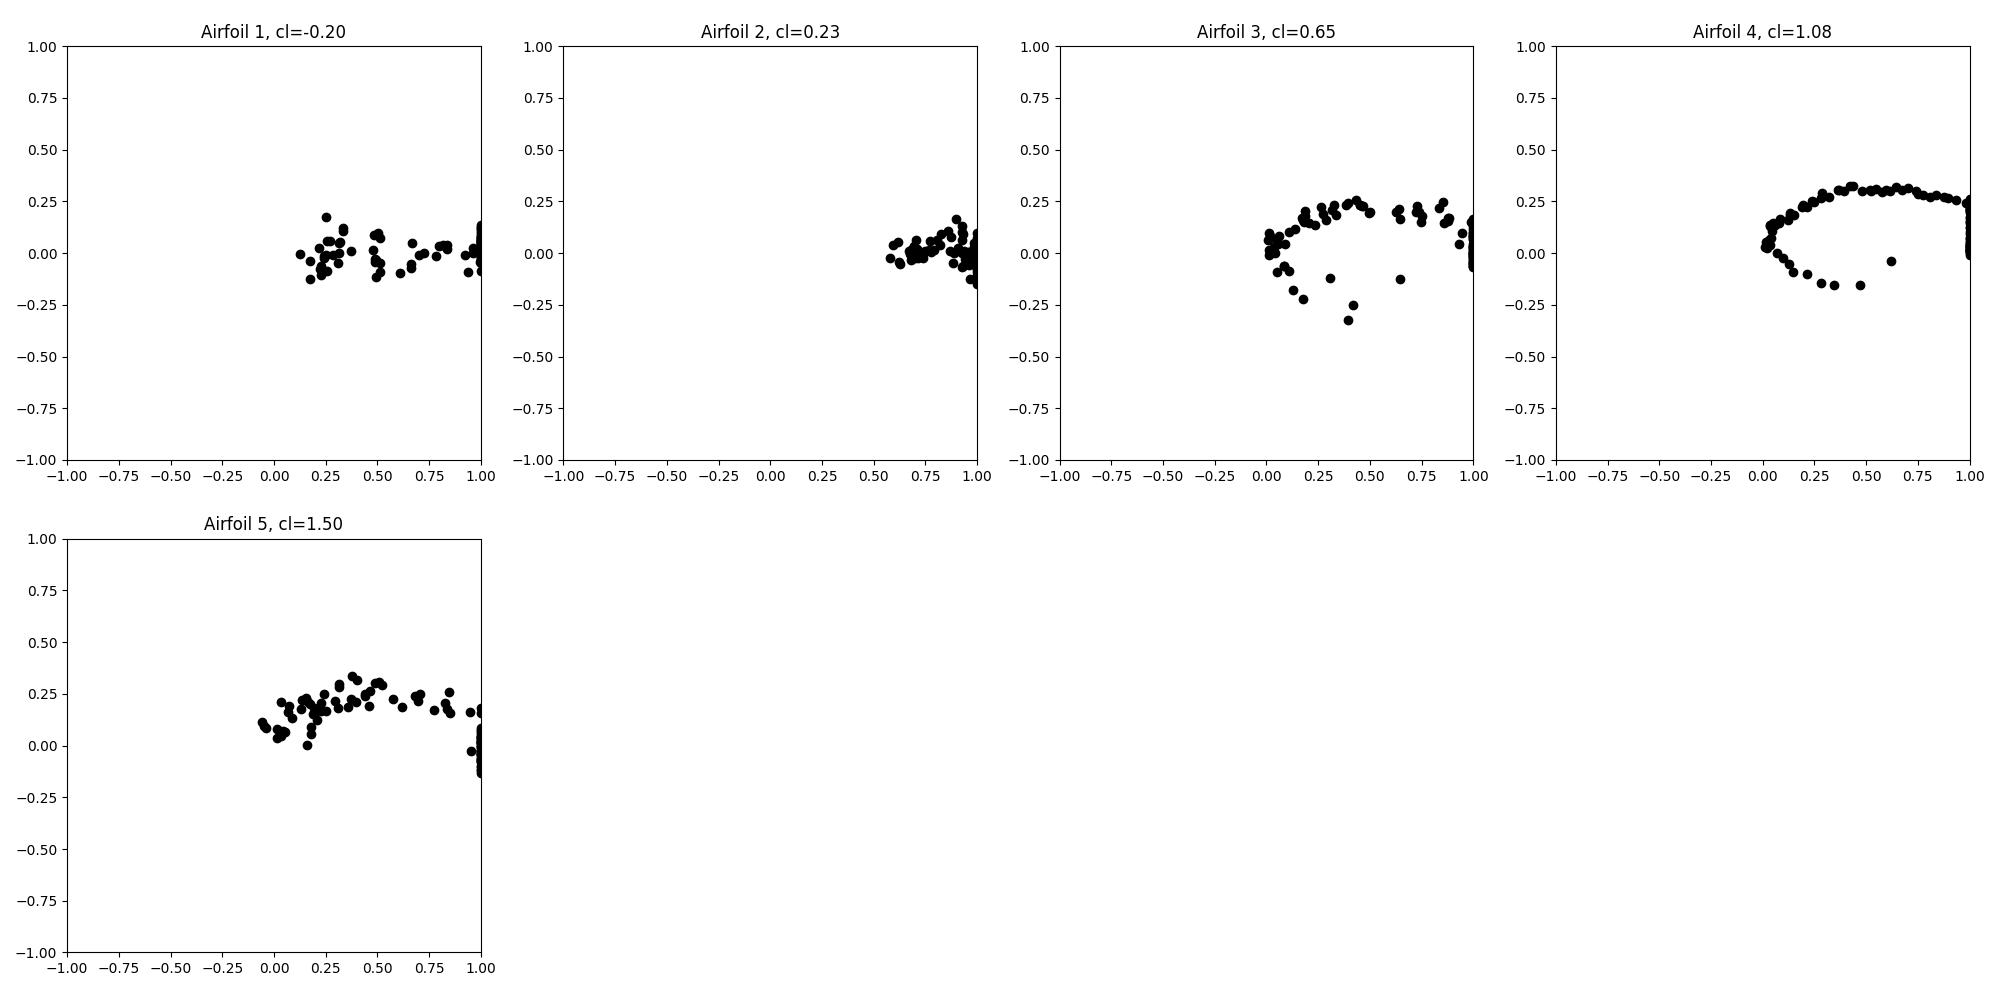 Airfoil 1, cl=-0.20
Airfoil 2, cl=0.23
Airfoil 3, cl=0.65
Airfoil 4, cl=1.08
1.00 1.00 1.00 1.00
0.75 0.75 0.75 0.75
0.50 0.50 0.50 0.50
0.25 0.25 0.25 0.25
0.00 0.00 0.00 0.00
−0.25 −0.25 −0.25 −0.25
−0.50 −0.50 −0.50 −0.50
−0.75 −0.75 −0.75 −0.75
−1.00 −1.00 −1.00 −1.00
−1.00 −0.75 −0.50 −0.25 0.00 0.25 0.50 0.75 1.00
−1.00 −0.75 −0.50 −0.25 0.00 0.25 0.50 0.75 1.00
−1.00 −0.75 −0.50 −0.25 0.00 0.25 0.50 0.75 1.00
−1.00 −0.75 −0.50 −0.25 0.00 0.25 0.50 0.75 1.00
Airfoil 5, cl=1.50
1.00
0.75
0.50
0.25
0.00
−0.25
−0.50
−0.75
−1.00
−1.00 −0.75 −0.50 −0.25 0.00 0.25 0.50 0.75 1.00